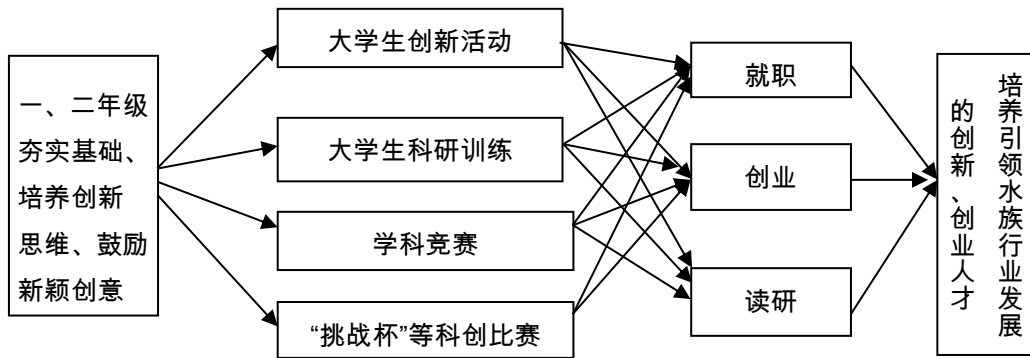 一、二年级
夯实基础、
培养创新
思维、鼓励
新颖创意
大学生创新活动
大学生科研训练
学科竞赛
“挑战杯”等科创比赛
就职
创业
读研
培养引领水族行业发展
的创新、创业人才